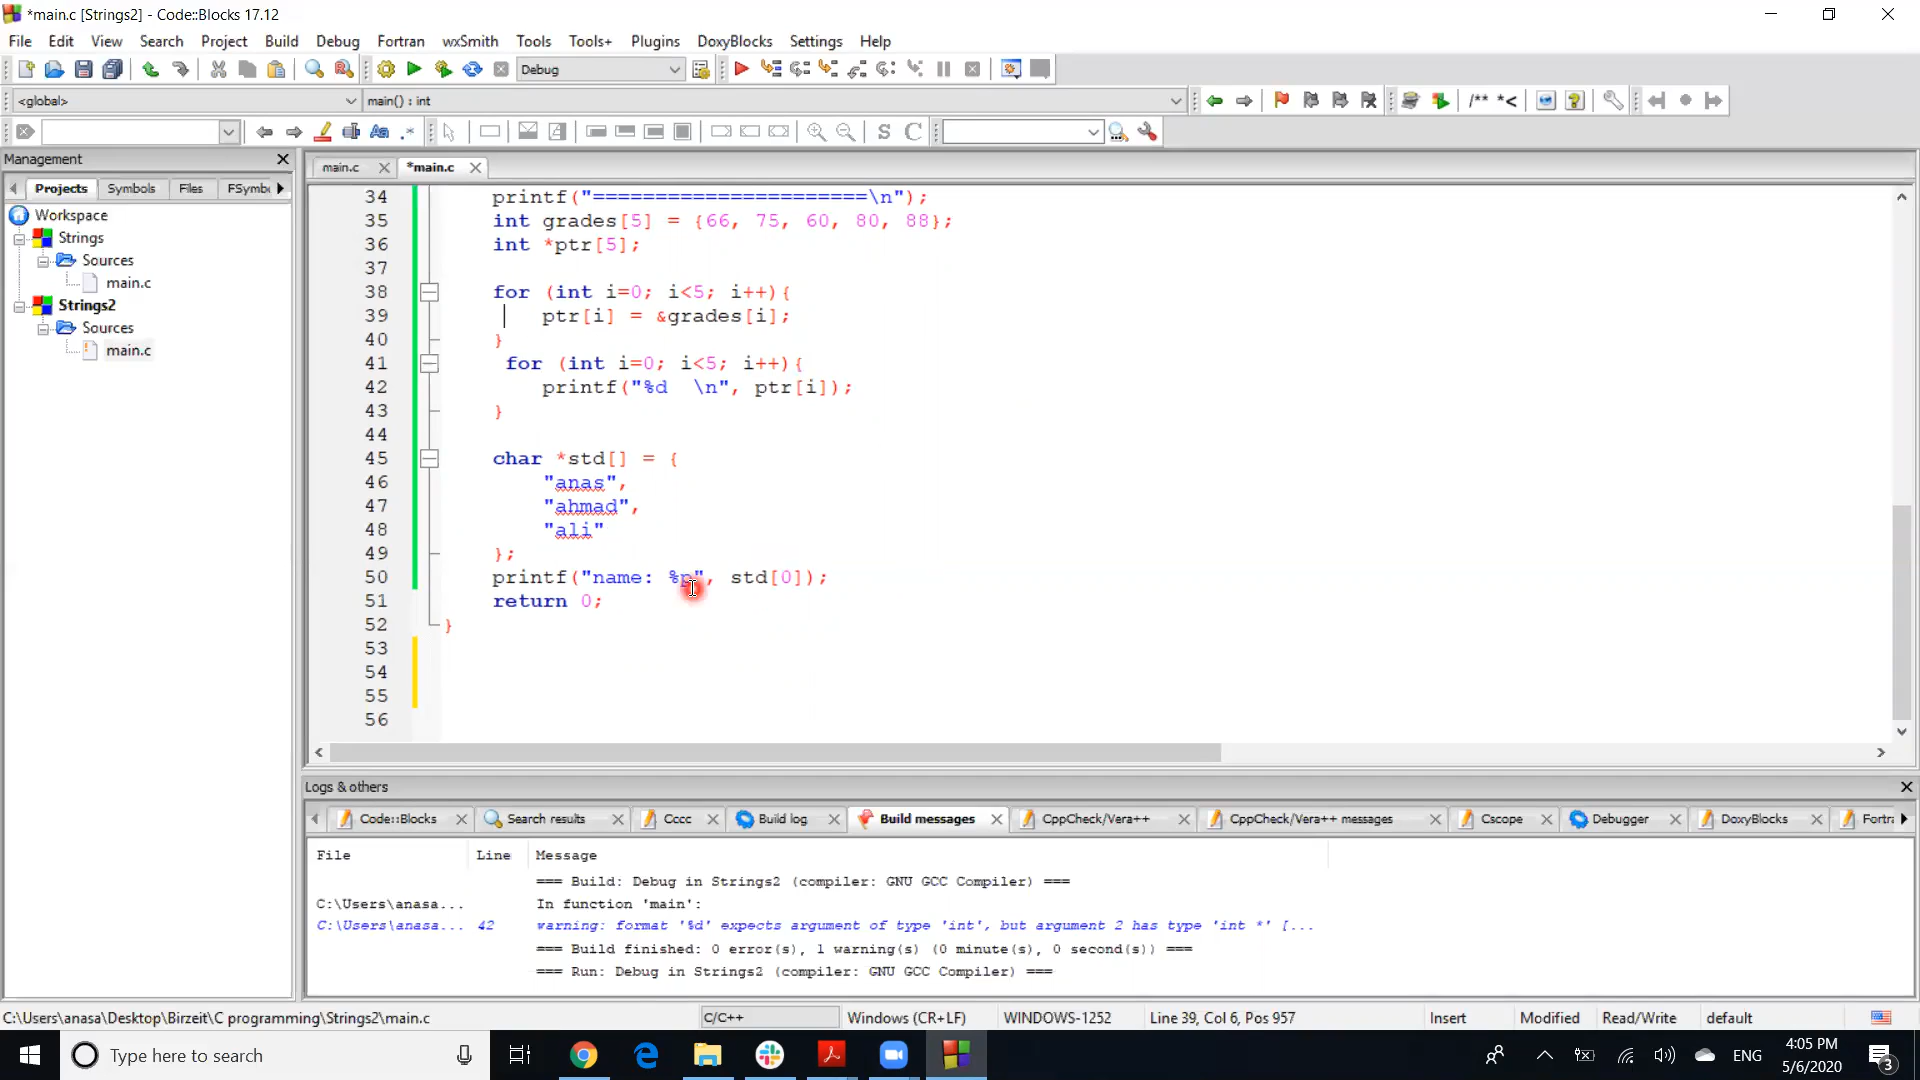 *main.c [Strings2] - Code::Blocks 17.12
File Edit View Search Project Build Debug Fortran wxSmith Tools Tools+ Plugins DoxyBlocks Settings Help
Debug
<global> main() : int /** *<
Aa .* S C
Management
Projects Symbols Files FSymb
main.c *main.c
Workspace
Strings
Sources
main.c
Strings2
Sources
main.c
34 printf("======================\n");
35 int grades[5] = {66, 75, 60, 80, 88};
36 int *ptr[5];
37
38 for (int i=0; i<5; i++){
39 ptr[i] = &grades[i];
40 }
41 for (int i=0; i<5; i++){
42 printf("%d  \n", ptr[i]);
43 }
44
45 char *std[] = {
46 "anas",
47 "ahmad",
48 "ali"
49 };
50 printf("name: %p", std[0]);
51 return 0;
52 }
53
54
55
56
Logs & others
Code::Blocks Search results Cccc Build log Build messages CppCheck/Vera++ CppCheck/Vera++ messages Cscope Debugger DoxyBlocks Fortra
File Line Message
=== Build: Debug in Strings2 (compiler: GNU GCC Compiler) ===
C:\Users\anasa... In function 'main':
C:\Users\anasa... 42 warning: format '%d' expects argument of type 'int', but argument 2 has type 'int *' [...
=== Build finished: 0 error(s), 1 warning(s) (0 minute(s), 0 second(s)) ===
=== Run: Debug in Strings2 (compiler: GNU GCC Compiler) ===
C:\Users\anasa\Desktop\Birzeit\C programming\Strings2\main.c C/C++ Windows (CR+LF) WINDOWS-1252 Line 39, Col 6, Pos 957 Insert Modified Read/Write default
Type here to search ENG 4:05 PM
5/6/2020 3